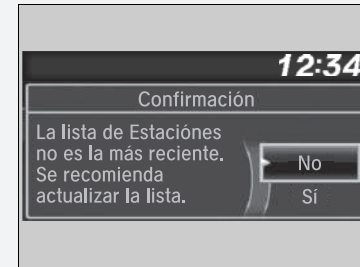 12:34
Confirmación
La lista de Estaciónes
no es la más reciente.
Se recomienda
actualizar la lista.
No
Sí